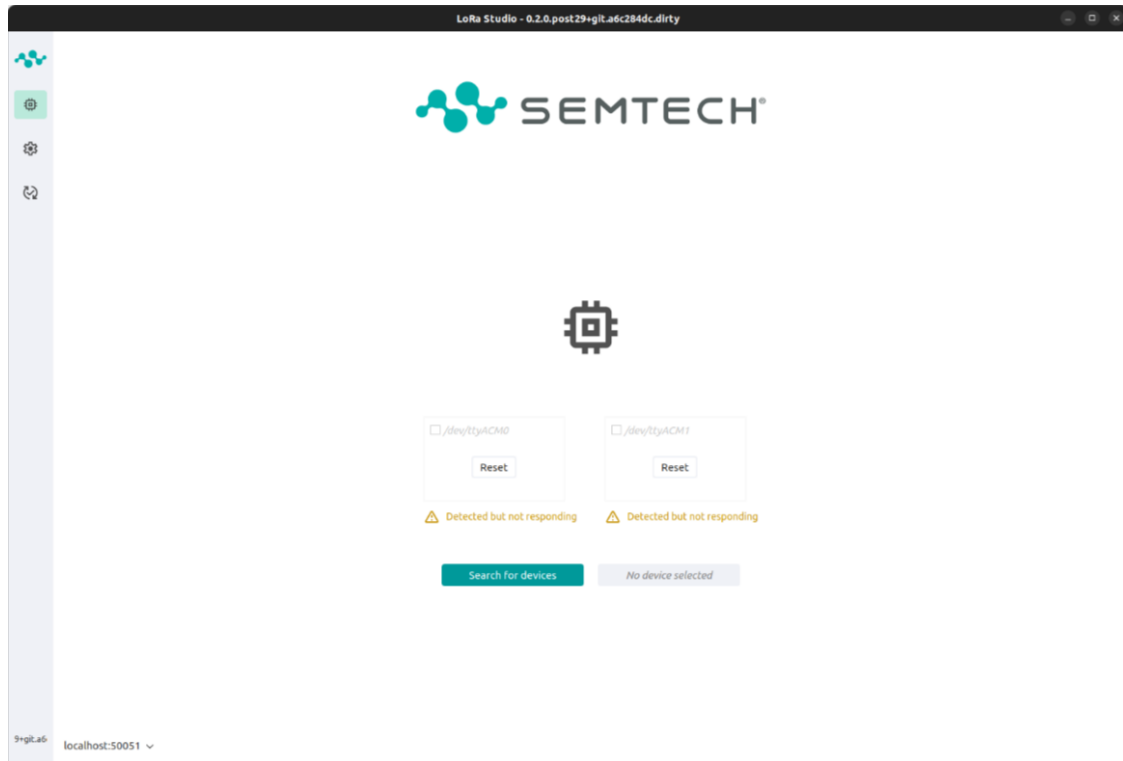 LoRa Studio - 0.2.0.post29+git.a6c284dc.dirty
SEMTECH®
/dev/ttyACM0
/dev/ttyACM1
Reset
Reset
Detected but not responding
Detected but not responding
Search for devices
No device selected
9+git.a6
localhost:50051